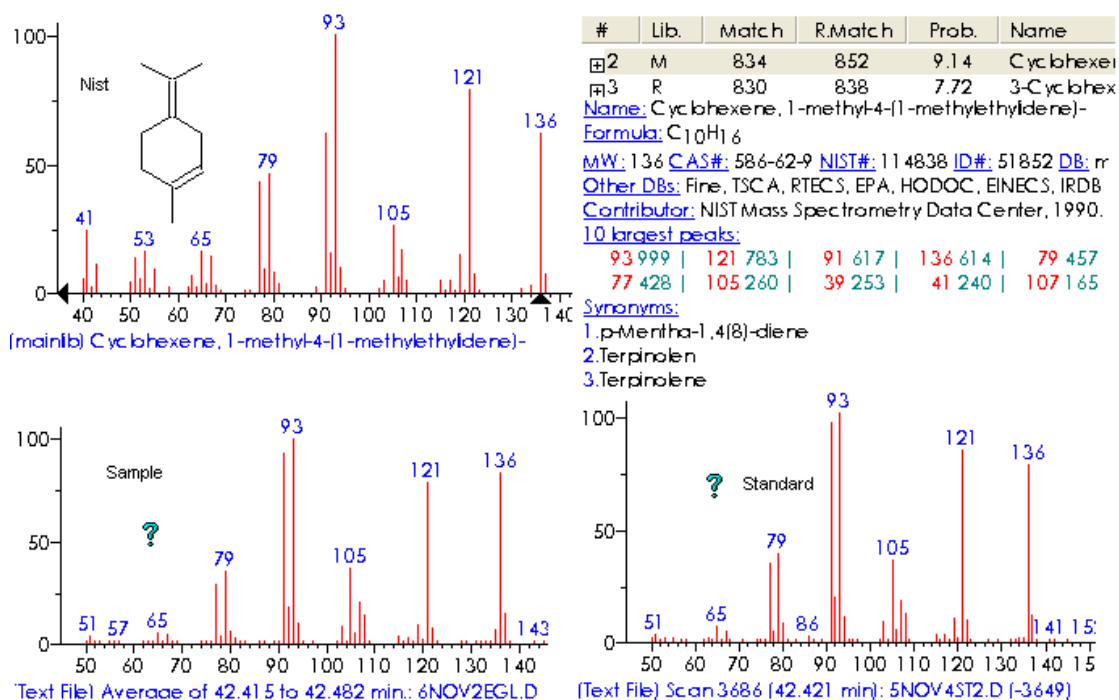 93
100
Nist
121
136
79
50
41
53
65
105
0
40 50 60 70 80 90 100 110 120 130 140
(mainlib) Cyclohexene, 1-methyl-4-(1-methylethylidene)-
# Lib. Match R.Match Prob. Name
2 M 834 852 9.14 Cyclohexe
3 R 830 838 7.72 3-Cyclohex
Name: Cyclohexene, 1-methyl-4-(1-methylethylidene)-
Formula: C10H16
MW: 136 CAS#: 586-62-9 NIST#: 114838 ID#: 51852 DB: m
Other DBs: Fine, TSCA, RTECS, EPA, HODOC, EINECS, IRDB
Contributor: NIST Mass Spectrometry Data Center, 1990.
10 largest peaks:
93 999 | 121 783 | 91 617 | 136 614 | 79 457
77 428 | 105 260 | 39 253 | 41 240 | 107 165
Synonyms:
1.p-Mentha-1,4(8)-diene
2.Terpinolen
3.Terpinolene
93
100
Sample
121
136
?
50
79
105
51
57
65
143
0
50 60 70 80 90 100 110 120 130 140
(Text File) Average of 42.415 to 42.482 min.: 6NOV2EGL.D
93
100
121
136
? Standard
50
79
105
51
65
86
141
0
50 60 70 80 90 100 110 120 130 140
(Text File) Scan 3686 (42.421 min): 5NOV4ST2.D (-3649)